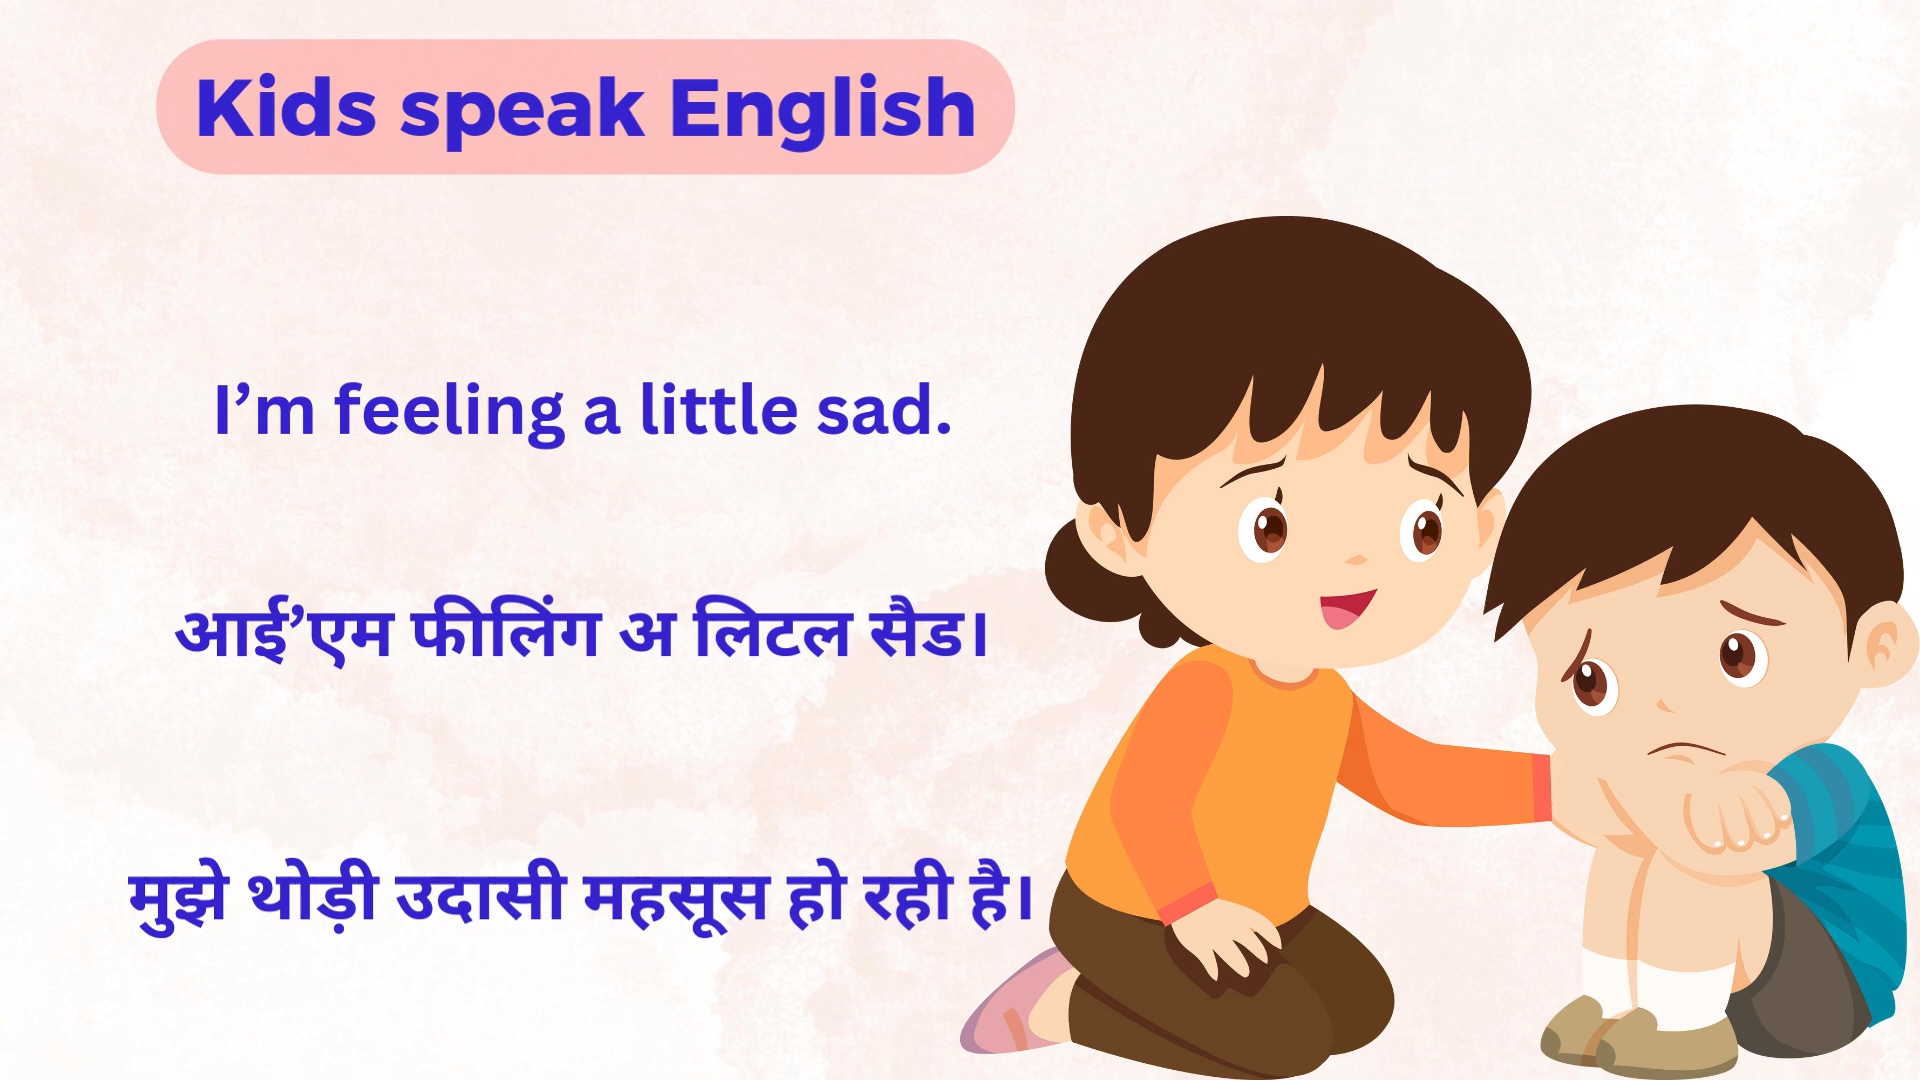 Kids speak English
I’m feeling a little sad.
आई’एम फीलिंग अ लिटल सैड।
मुझे थोड़ी उदासी महसूस हो रही है।